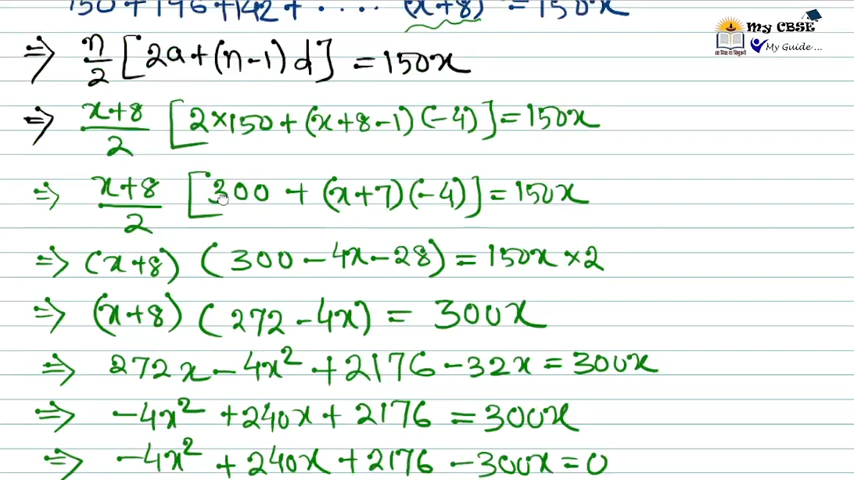 150+196+142+ .... (x+8) = 150x
My CBSE
My Guide ...
⇒ n/2 [2a+(n-1)d] = 150x
⇒ x+8/2 [2×150+(x+8-1)(-4)] = 150x
⇒ x+8/2 [300 + (x+7)(-4)] = 150x
⇒ (x+8) (300 - 4x - 28) = 150x × 2
⇒ (x+8) (272 - 4x) = 300x
⇒ 272x - 4x² + 2176 - 32x = 300x
⇒ -4x² + 240x + 2176 = 300x
⇒ -4x² + 240x + 2176 - 300x = 0